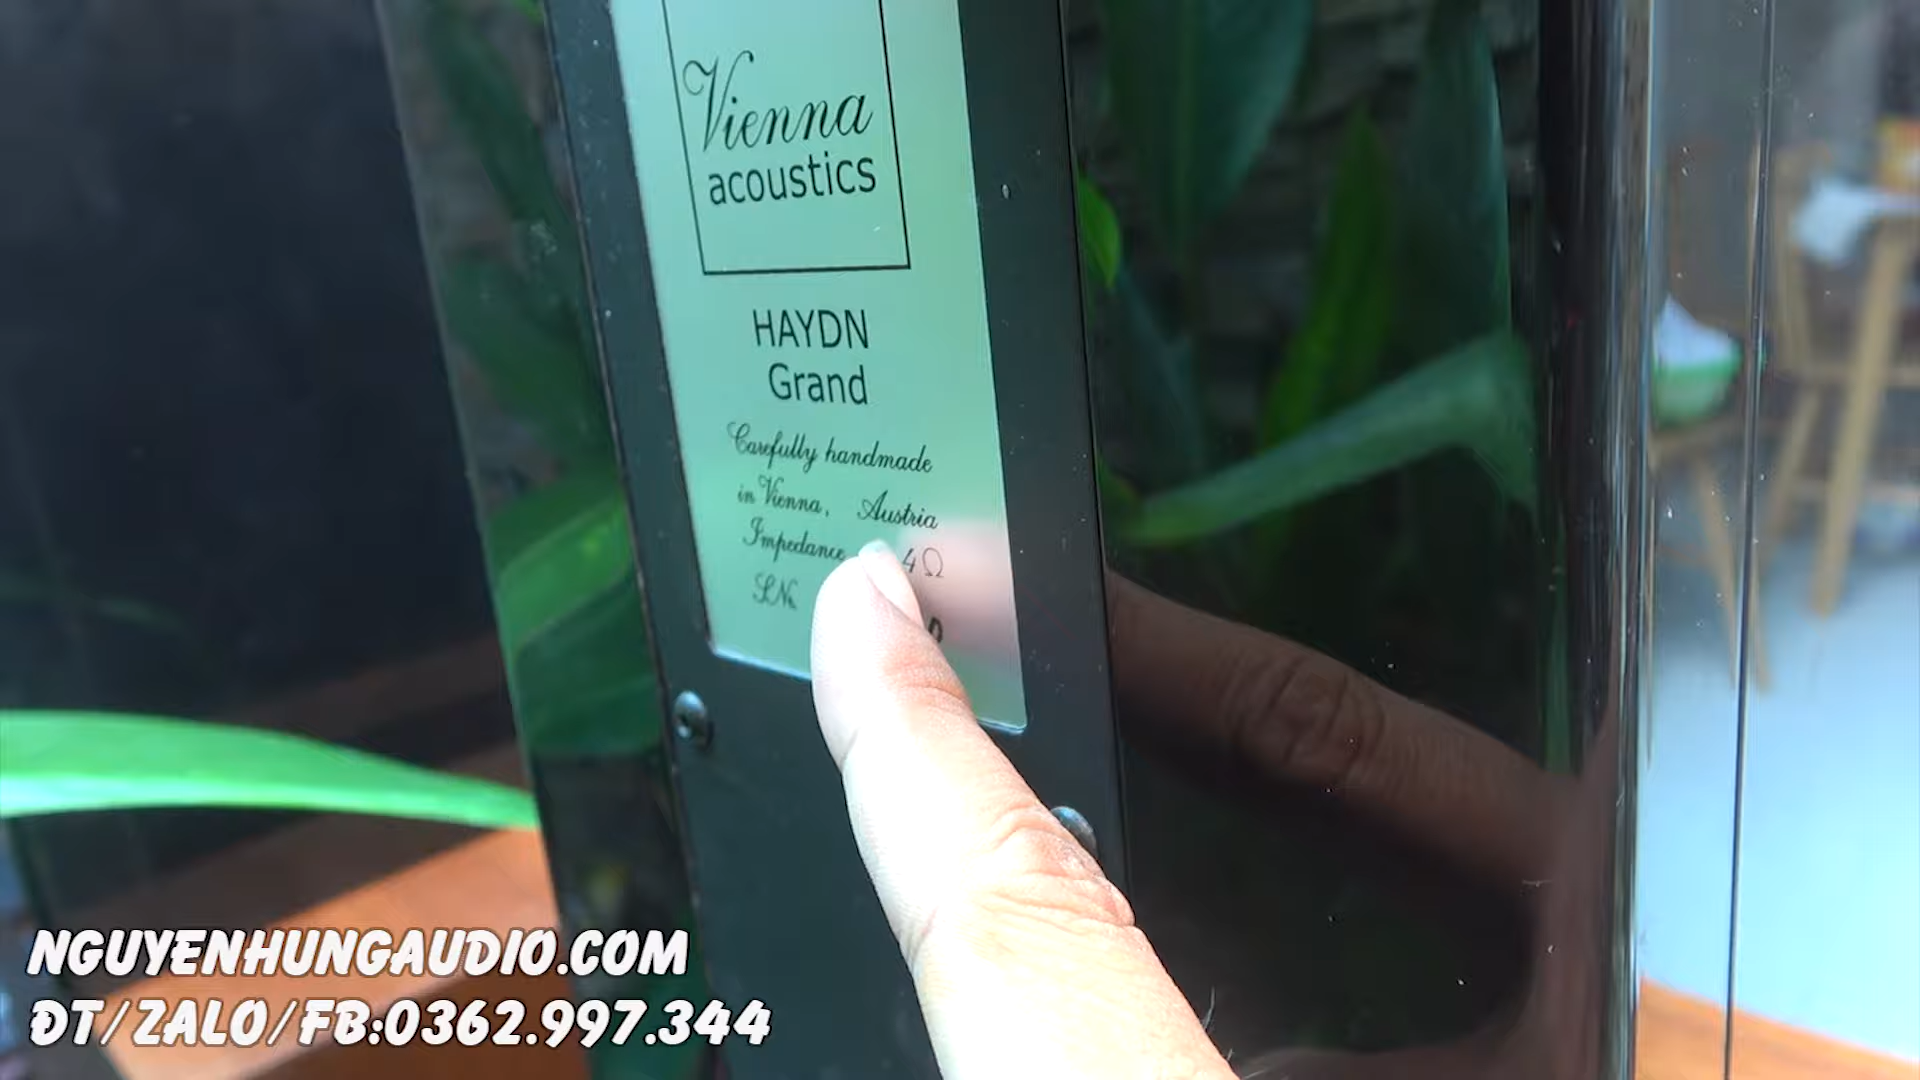 Vienna
acoustics
HAYDN
Grand
Carefully handmade
in Vienna, Austria
Impedance 4Ω
S.No.
NGUYENHUNGAUDIO.COM
ĐT/ZALO/FB:0362.997.344